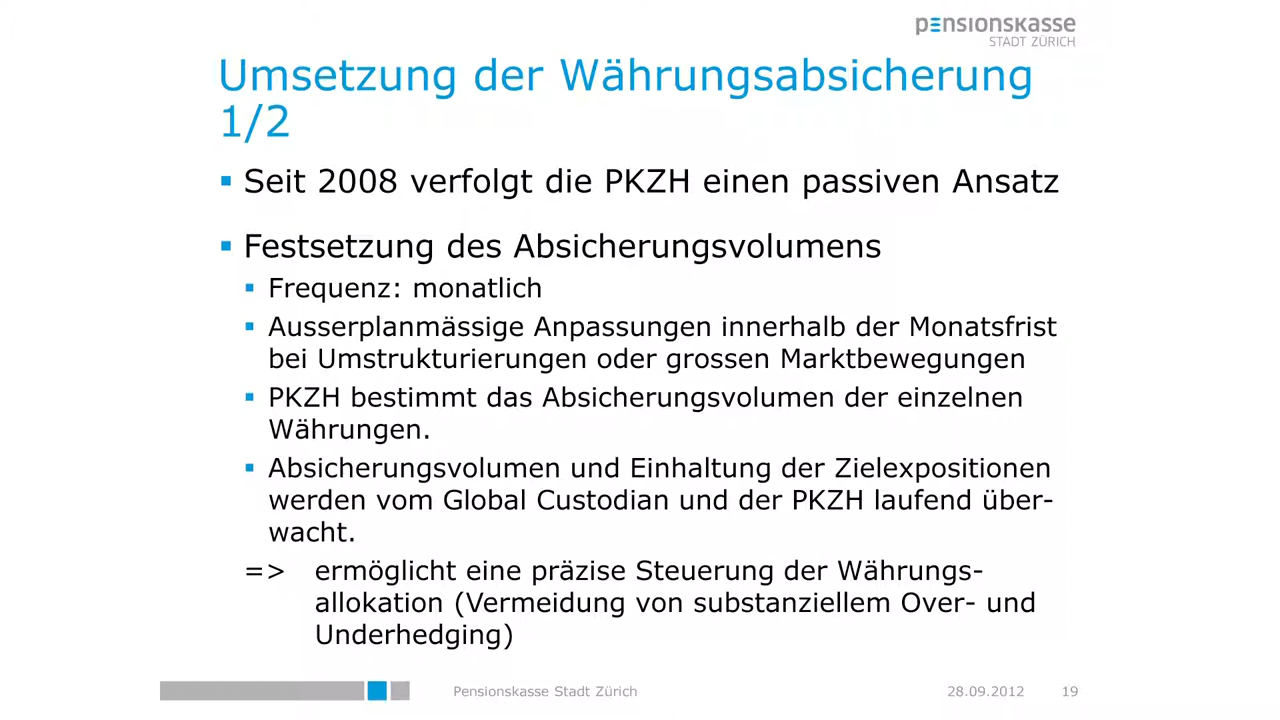 pensionskasse
STADT ZÜRICH
Umsetzung der Währungsabsicherung
1/2
Seit 2008 verfolgt die PKZH einen passiven Ansatz
Festsetzung des Absicherungsvolumens
Frequenz: monatlich
Ausserplanmässige Anpassungen innerhalb der Monatsfrist
bei Umstrukturierungen oder grossen Marktbewegungen
PKZH bestimmt das Absicherungsvolumen der einzelnen
Währungen.
Absicherungsvolumen und Einhaltung der Zielexpositionen
werden vom Global Custodian und der PKZH laufend über-
wacht.
=> ermöglicht eine präzise Steuerung der Währungs-
allokation (Vermeidung von substanziellem Over- und
Underhedging)
Pensionskasse Stadt Zürich 28.09.2012 19